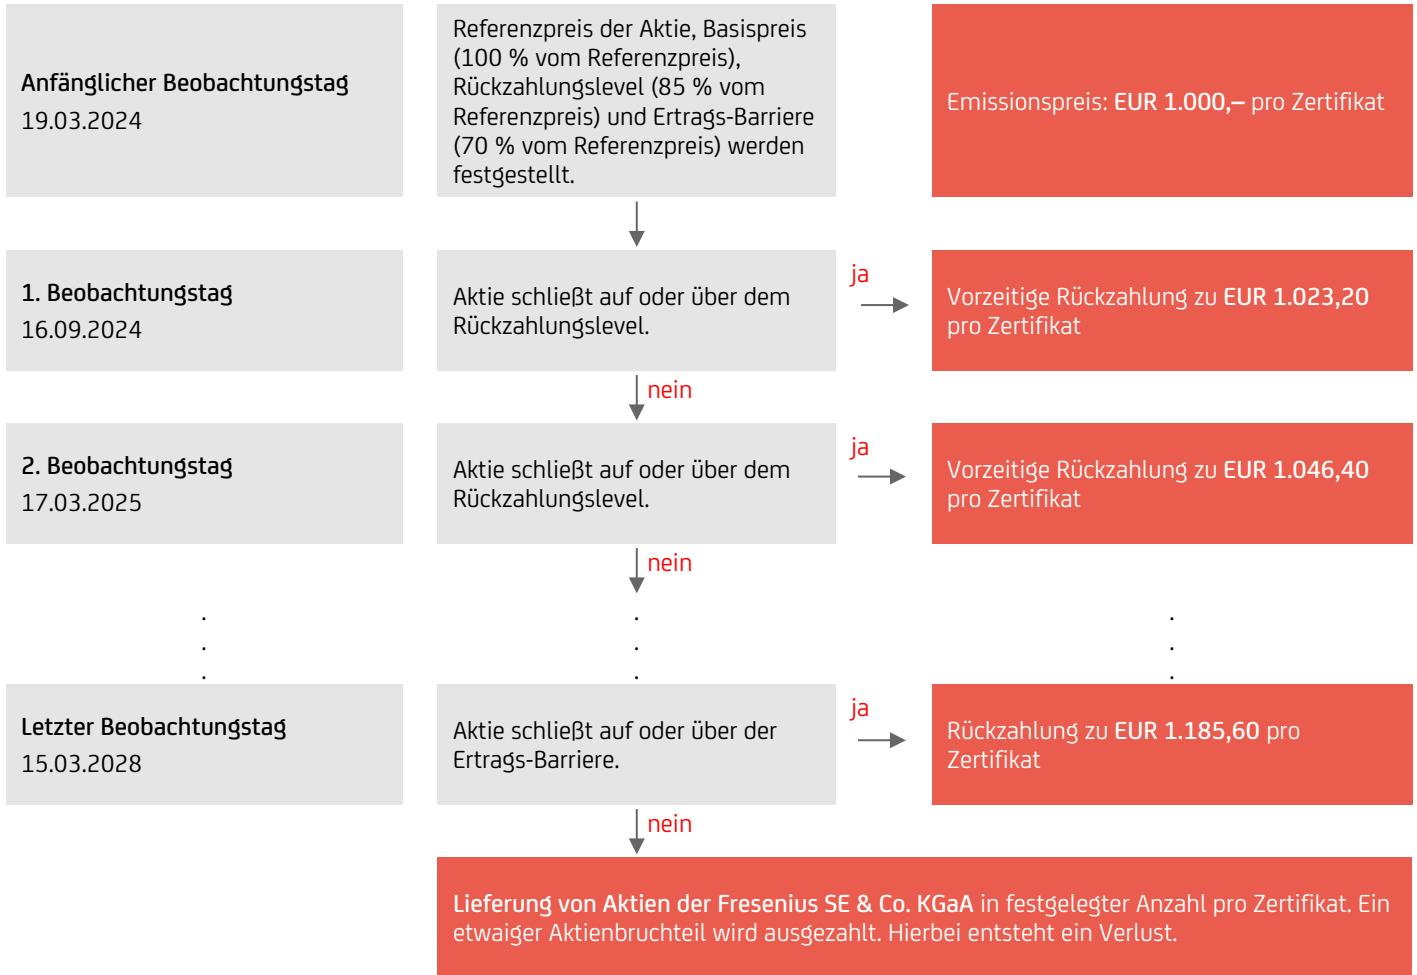 Anfänglicher Beobachtungstag
19.03.2024
Referenzpreis der Aktie, Basispreis
(100 % vom Referenzpreis),
Rückzahlungslevel (85 % vom
Referenzpreis) und Ertrags-Barriere
(70 % vom Referenzpreis) werden
festgestellt.
Emissionspreis: EUR 1.000,– pro Zertifikat
1. Beobachtungstag
16.09.2024
Aktie schließt auf oder über dem
Rückzahlungslevel.
ja
Vorzeitige Rückzahlung zu EUR 1.023,20
pro Zertifikat
nein
2. Beobachtungstag
17.03.2025
Aktie schließt auf oder über dem
Rückzahlungslevel.
ja
Vorzeitige Rückzahlung zu EUR 1.046,40
pro Zertifikat
nein
Letzter Beobachtungstag
15.03.2028
Aktie schließt auf oder über der
Ertrags-Barriere.
ja
Rückzahlung zu EUR 1.185,60 pro
Zertifikat
nein
Lieferung von Aktien der Fresenius SE & Co. KGaA in festgelegter Anzahl pro Zertifikat. Ein
etwaiger Aktienbruchteil wird ausgezahlt. Hierbei entsteht ein Verlust.